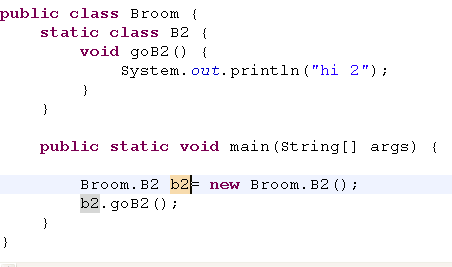 public class Broom {
static class B2 {
void goB2() {
System.out.println("hi 2");
}
}
public static void main(String[] args) {
Broom.B2 b2= new Broom.B2();
b2.goB2();
}
}